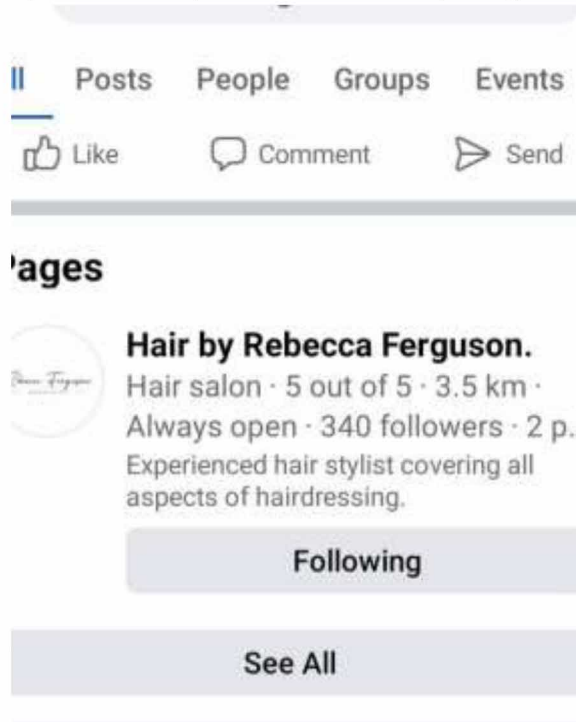 ll Posts People Groups Events
Like Comment Send
Pages
Hair by Rebecca Ferguson.
Hair salon · 5 out of 5 · 3.5 km ·
Always open · 340 followers · 2 p.
Experienced hair stylist covering all
aspects of hairdressing.
Following
See All